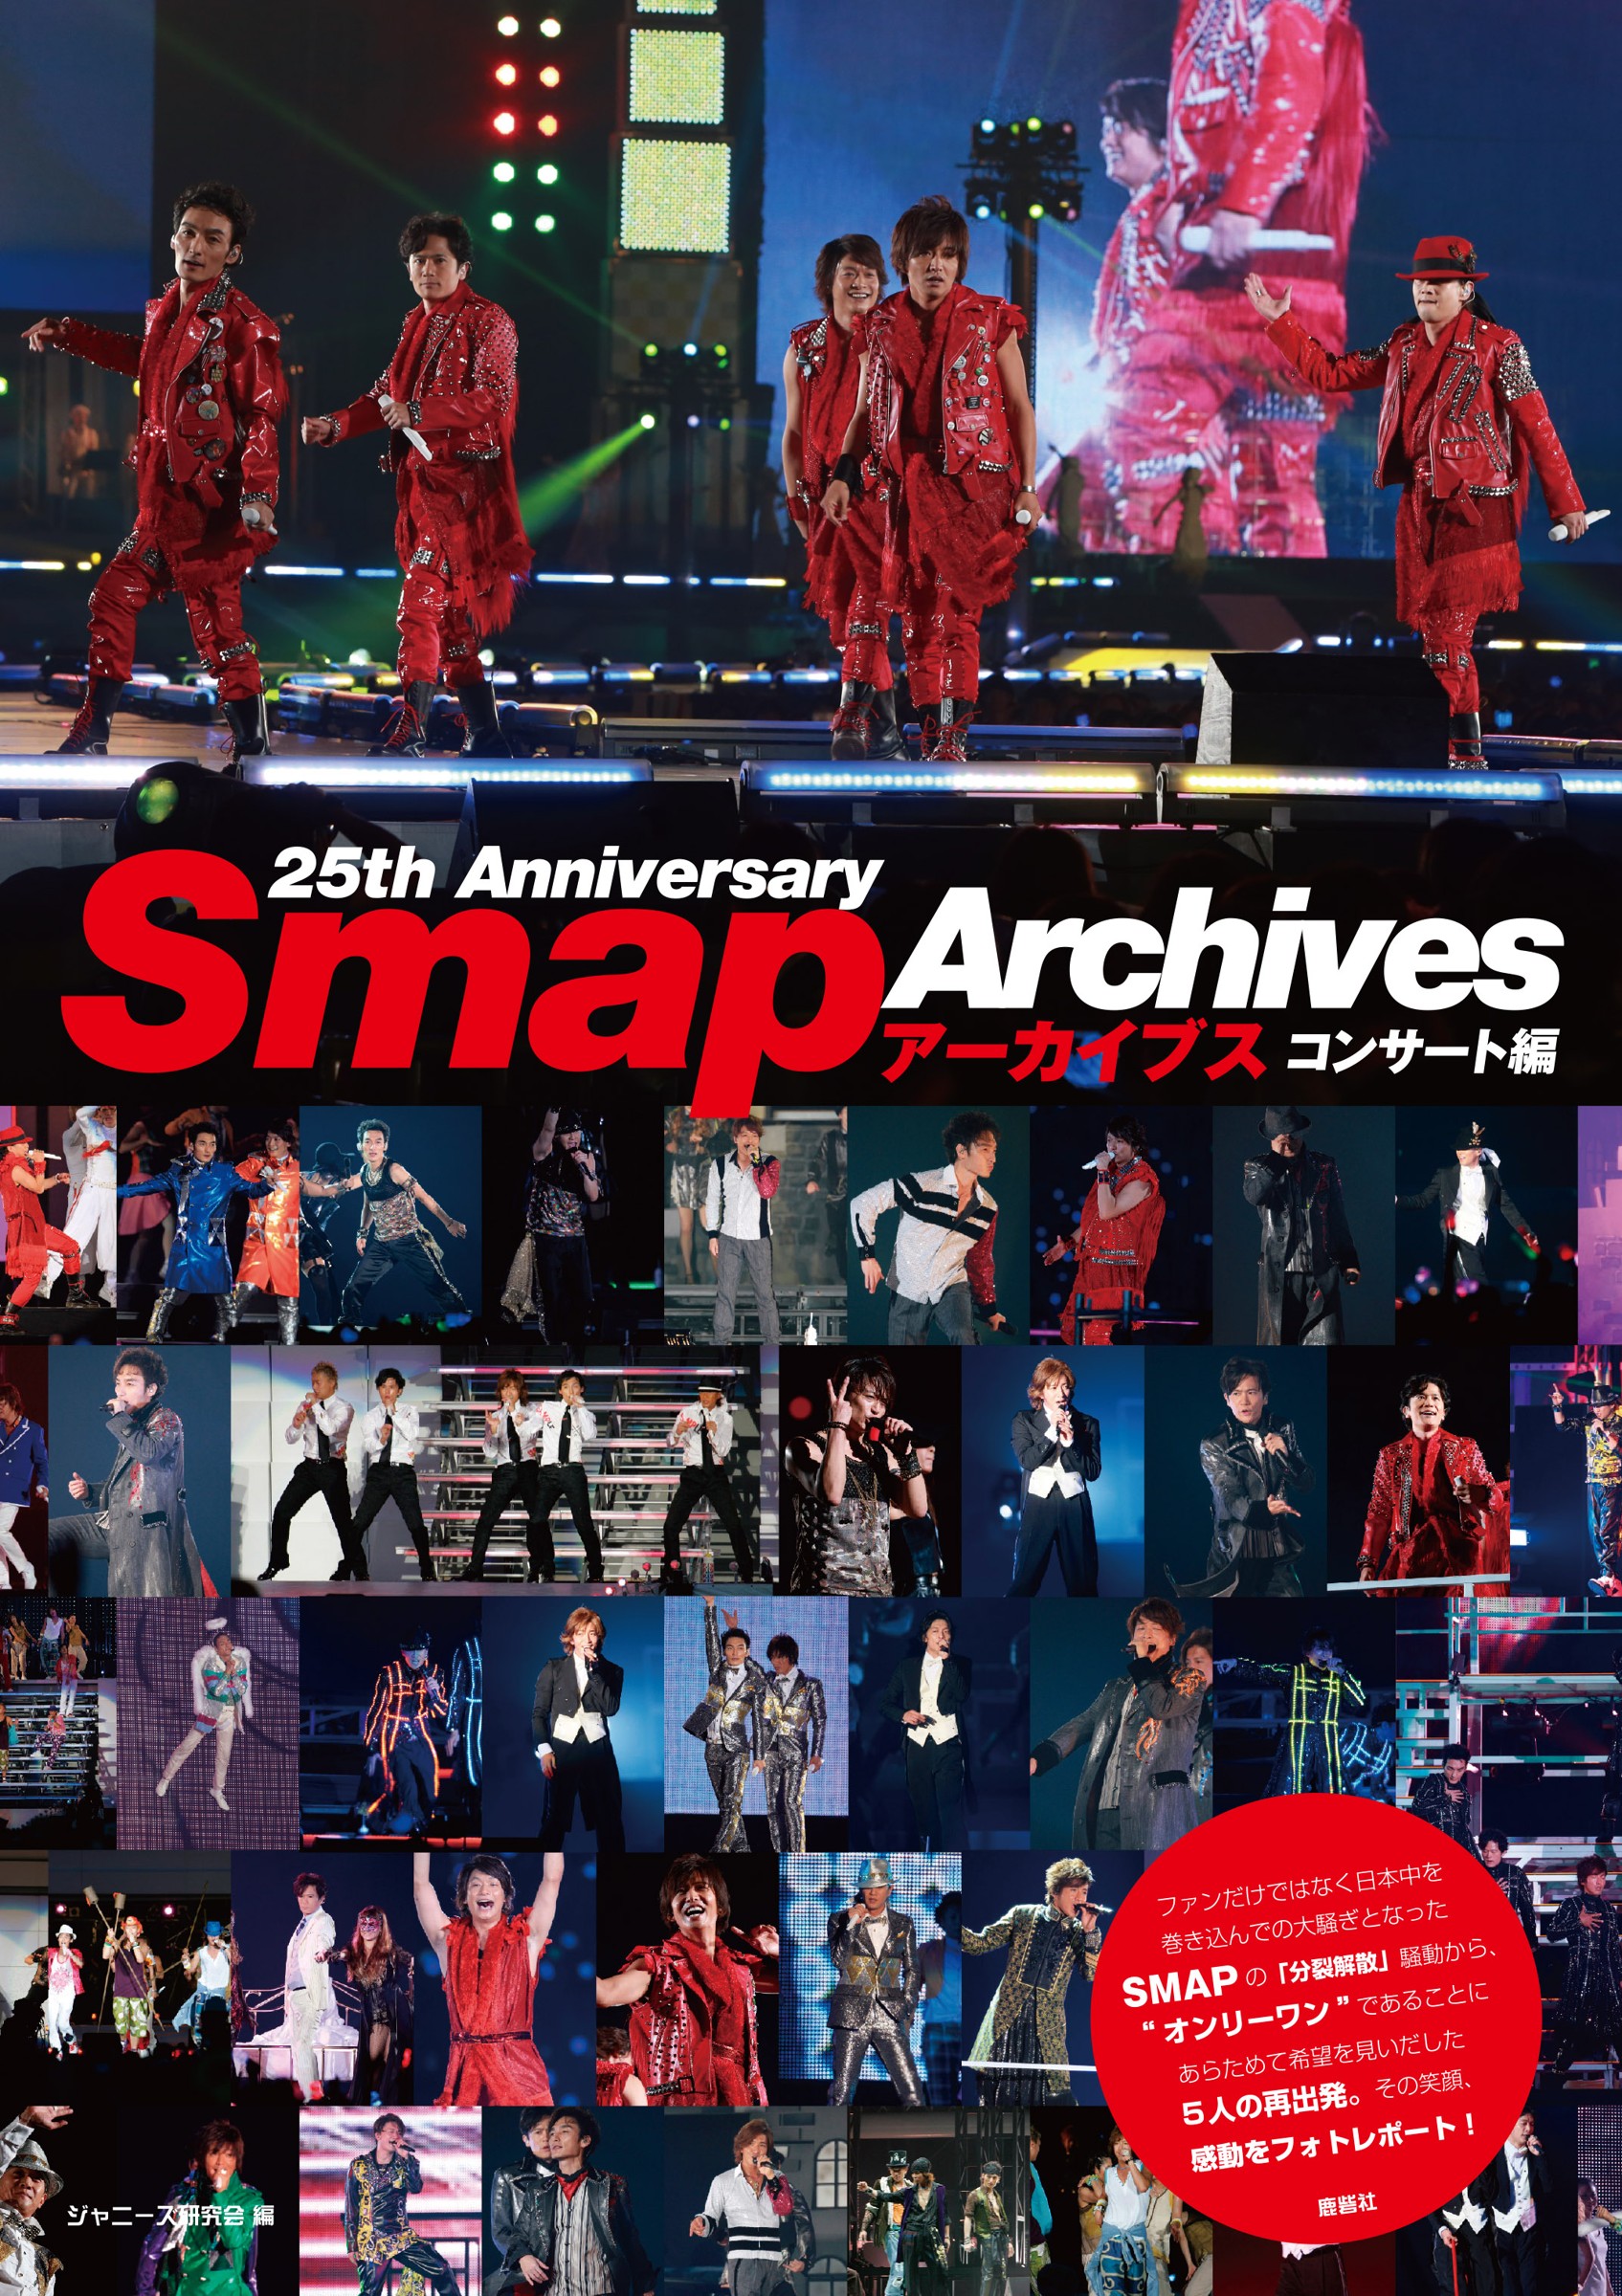 25th Anniversary
Smap Archives
アーカイブス コンサート編
ファンだけではなく日本中を
巻き込んでの大騒ぎとなった
SMAPの「分裂解散」騒動から、
“オンリーワン”であることに
あらためて希望を見いだした
5人の再出発。その笑顔、
感動をフォトレポート！
鹿砦社
ジャニーズ研究会 編